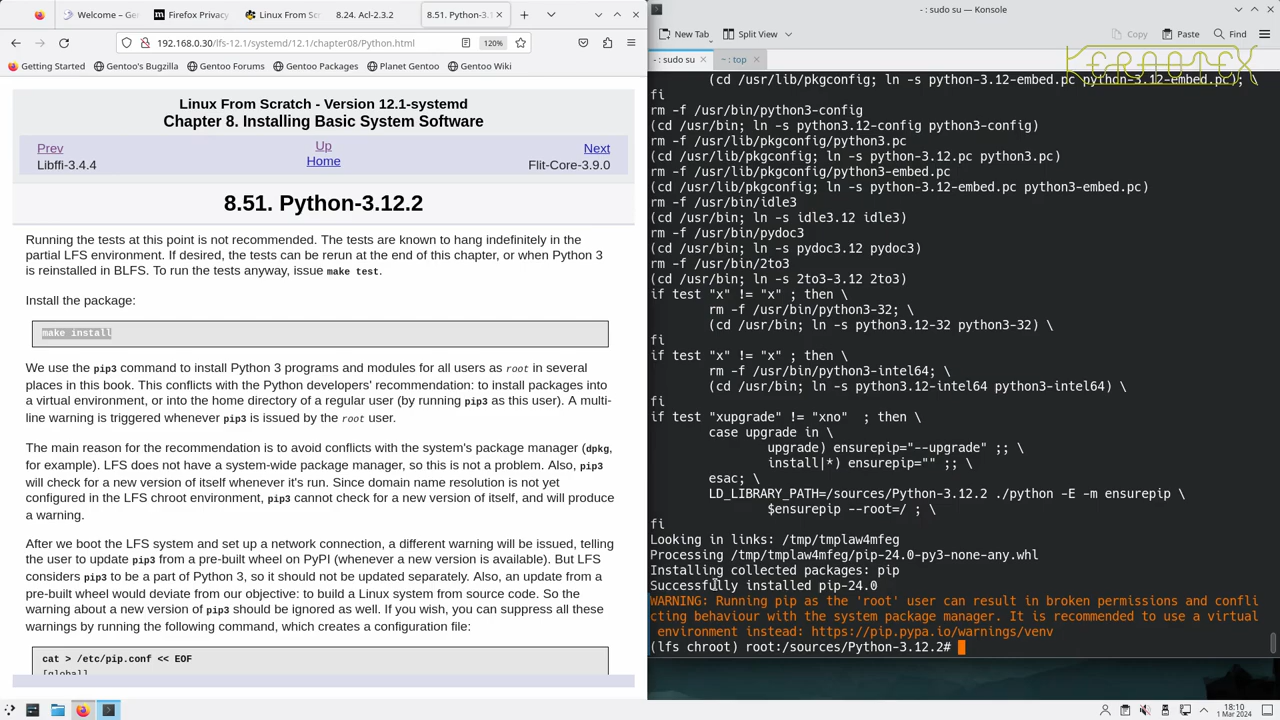 Welcome – Ge
Firefox Privacy
Linux From Scr
8.24. Acl-2.3.2
8.51. Python-3.1
192.168.0.30/lfs-12.1/systemd/12.1/chapter08/Python.html
120%
Getting Started
Gentoo's Bugzilla
Gentoo Forums
Gentoo Packages
Planet Gentoo
Gentoo Wiki
Linux From Scratch - Version 12.1-systemd
Chapter 8. Installing Basic System Software
Prev
Up
Next
Libffi-3.4.4
Home
Flit-Core-3.9.0
8.51. Python-3.12.2
Running the tests at this point is not recommended. The tests are known to hang indefinitely in the
partial LFS environment. If desired, the tests can be rerun at the end of this chapter, or when Python 3
is reinstalled in BLFS. To run the tests anyway, issue make test.
Install the package:
make install
We use the pip3 command to install Python 3 programs and modules for all users as root in several
places in this book. This conflicts with the Python developers' recommendation: to install packages into
a virtual environment, or into the home directory of a regular user (by running pip3 as this user). A multi-
line warning is triggered whenever pip3 is issued by the root user.
The main reason for the recommendation is to avoid conflicts with the system's package manager (dpkg,
for example). LFS does not have a system-wide package manager, so this is not a problem. Also, pip3
will check for a new version of itself whenever it's run. Since domain name resolution is not yet
configured in the LFS chroot environment, pip3 cannot check for a new version of itself, and will produce
a warning.
After we boot the LFS system and set up a network connection, a different warning will be issued, telling
the user to update pip3 from a pre-built wheel on PyPI (whenever a new version is available). But LFS
considers pip3 to be a part of Python 3, so it should not be updated separately. Also, an update from a
pre-built wheel would deviate from our objective: to build a Linux system from source code. So the
warning about a new version of pip3 should be ignored as well. If you wish, you can suppress all these
warnings by running the following command, which creates a configuration file:
cat > /etc/pip.conf << EOF
[global]
- : sudo su — Konsole
New Tab
Split View
Copy
Paste
Find
- : sudo su
~ : top
KERNOTEX
(cd /usr/lib/pkgconfig; ln -s python-3.12-embed.pc python-3.12-embed.pc); \
fi
rm -f /usr/bin/python3-config
(cd /usr/bin; ln -s python3.12-config python3-config)
rm -f /usr/lib/pkgconfig/python3.pc
(cd /usr/lib/pkgconfig; ln -s python-3.12.pc python3.pc)
rm -f /usr/lib/pkgconfig/python3-embed.pc
(cd /usr/lib/pkgconfig; ln -s python-3.12-embed.pc python3-embed.pc)
rm -f /usr/bin/idle3
(cd /usr/bin; ln -s idle3.12 idle3)
rm -f /usr/bin/pydoc3
(cd /usr/bin; ln -s pydoc3.12 pydoc3)
rm -f /usr/bin/2to3
(cd /usr/bin; ln -s 2to3-3.12 2to3)
if test "x" != "x" ; then \
rm -f /usr/bin/python3-32; \
(cd /usr/bin; ln -s python3.12-32 python3-32) \
fi
if test "x" != "x" ; then \
rm -f /usr/bin/python3-intel64; \
(cd /usr/bin; ln -s python3.12-intel64 python3-intel64) \
fi
if test "xupgrade" != "xno" ; then \
case upgrade in \
upgrade) ensurepip="--upgrade" ;; \
install|*) ensurepip="" ;; \
esac; \
LD_LIBRARY_PATH=/sources/Python-3.12.2 ./python -E -m ensurepip \
$ensurepip --root=/ ; \
fi
Looking in links: /tmp/tmplaw4mfeg
Processing /tmp/tmplaw4mfeg/pip-24.0-py3-none-any.whl
Installing collected packages: pip
Successfully installed pip-24.0
WARNING: Running pip as the 'root' user can result in broken permissions and confli
cting behaviour with the system package manager. It is recommended to use a virtual
environment instead: https://pip.pypa.io/warnings/venv
(lfs chroot) root:/sources/Python-3.12.2#
18:10
1 Mar 2024